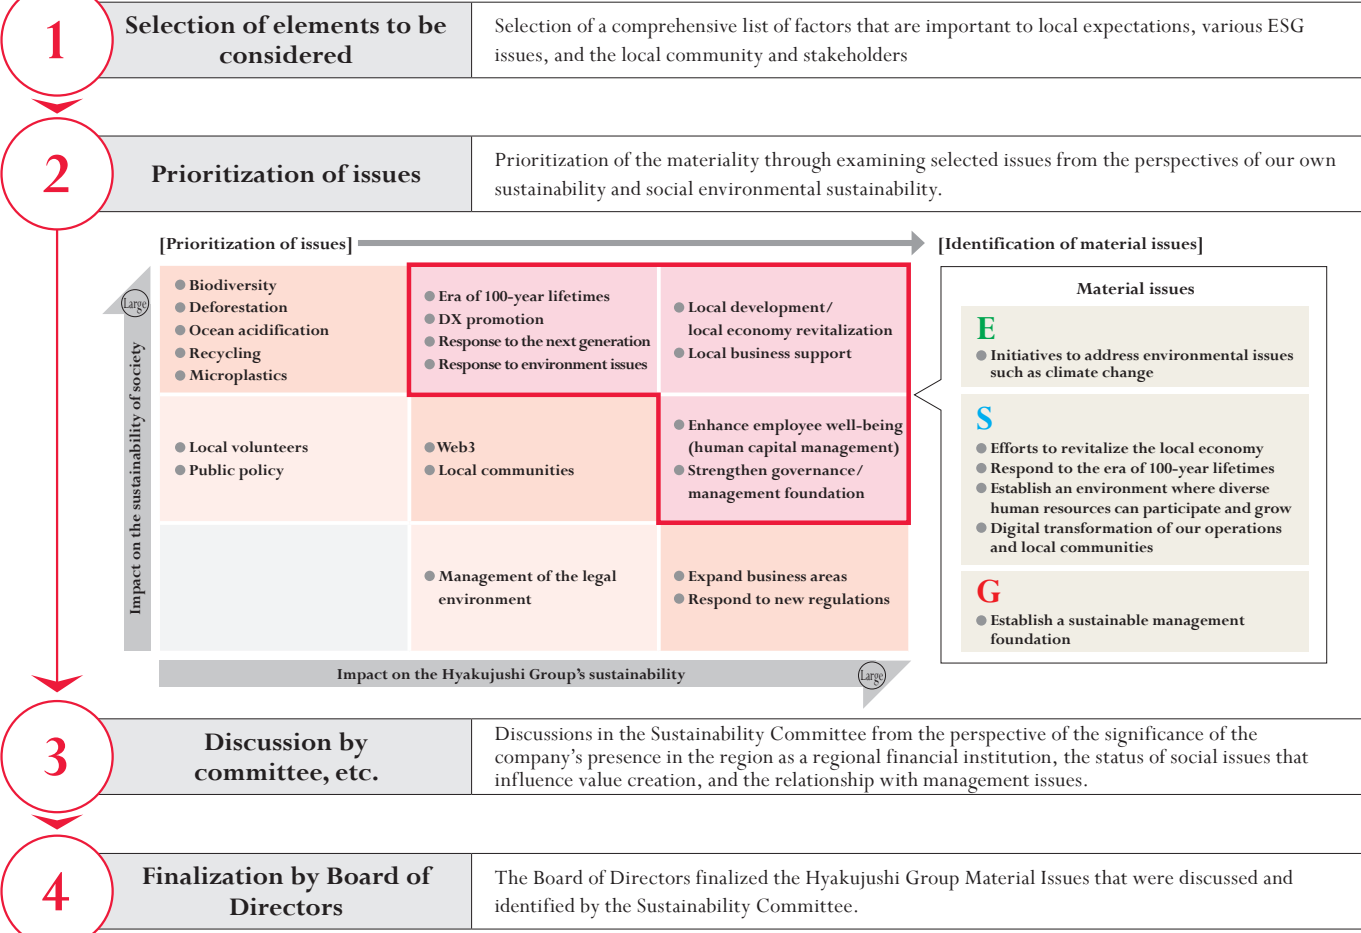 1
Selection of elements to be
considered
Selection of a comprehensive list of factors that are important to local expectations, various ESG
issues, and the local community and stakeholders
2
Prioritization of issues
Prioritization of the materiality through examining selected issues from the perspectives of our own
sustainability and social environmental sustainability.
[Prioritization of issues]
[Identification of material issues]
Large
Impact on the sustainability of society
Biodiversity
Deforestation
Ocean acidification
Recycling
Microplastics
Era of 100-year lifetimes
DX promotion
Response to the next generation
Response to environment issues
Local development/
local economy revitalization
Local business support
Local volunteers
Public policy
Web3
Local communities
Enhance employee well-being
(human capital management)
Strengthen governance/
management foundation
Management of the legal
environment
Expand business areas
Respond to new regulations
Impact on the Hyakujushi Group's sustainability
Large
Material issues
E
Initiatives to address environmental issues
such as climate change
S
Efforts to revitalize the local economy
Respond to the era of 100-year lifetimes
Establish an environment where diverse
human resources can participate and grow
Digital transformation of our operations
and local communities
G
Establish a sustainable management
foundation
3
Discussion by
committee, etc.
Discussions in the Sustainability Committee from the perspective of the significance of the
company's presence in the region as a regional financial institution, the status of social issues that
influence value creation, and the relationship with management issues.
4
Finalization by Board of
Directors
The Board of Directors finalized the Hyakujushi Group Material Issues that were discussed and
identified by the Sustainability Committee.